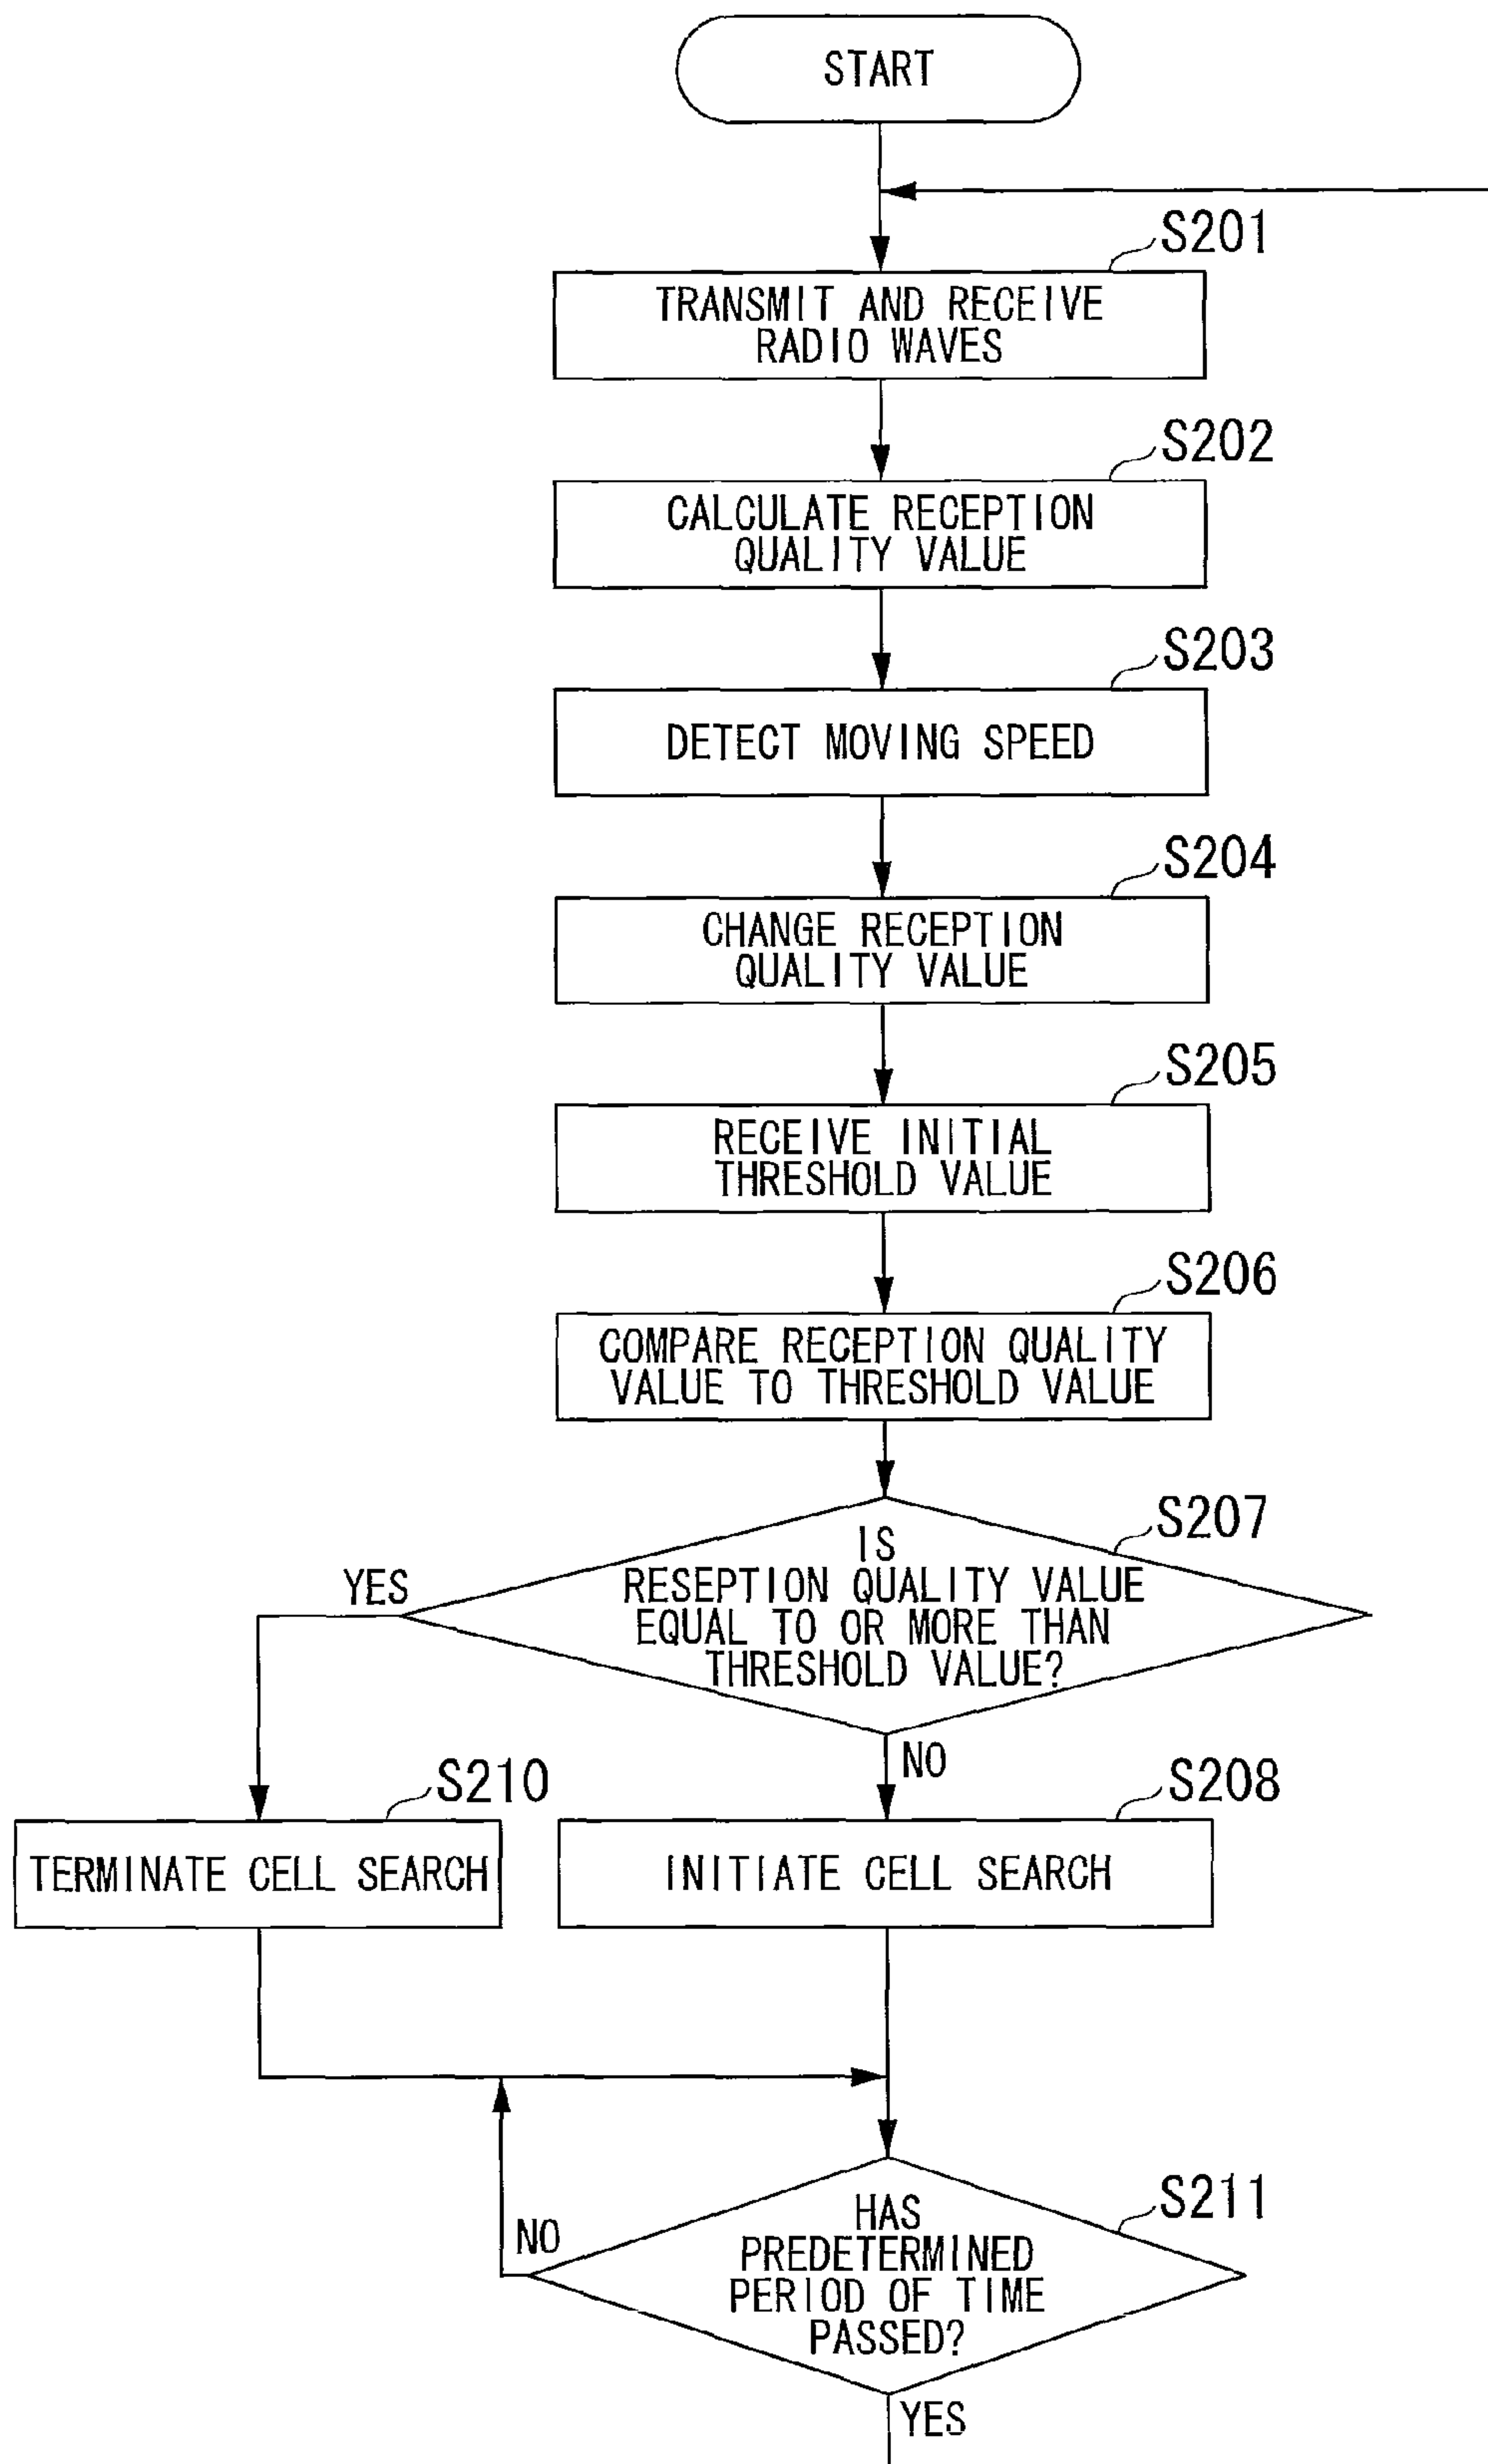 START
S201
TRANSMIT AND RECEIVE
RADIO WAVES
S202
CALCULATE RECEPTION
QUALITY VALUE
S203
DETECT MOVING SPEED
S204
CHANGE RECEPTION
QUALITY VALUE
S205
RECEIVE INITIAL
THRESHOLD VALUE
S206
COMPARE RECEPTION QUALITY
VALUE TO THRESHOLD VALUE
S207
IS
RESEPTION QUALITY VALUE
EQUAL TO OR MORE THAN
THRESHOLD VALUE?
YES
NO
S210
TERMINATE CELL SEARCH
S208
INITIATE CELL SEARCH
S211
HAS
PREDETERMINED
PERIOD OF TIME
PASSED?
NO
YES